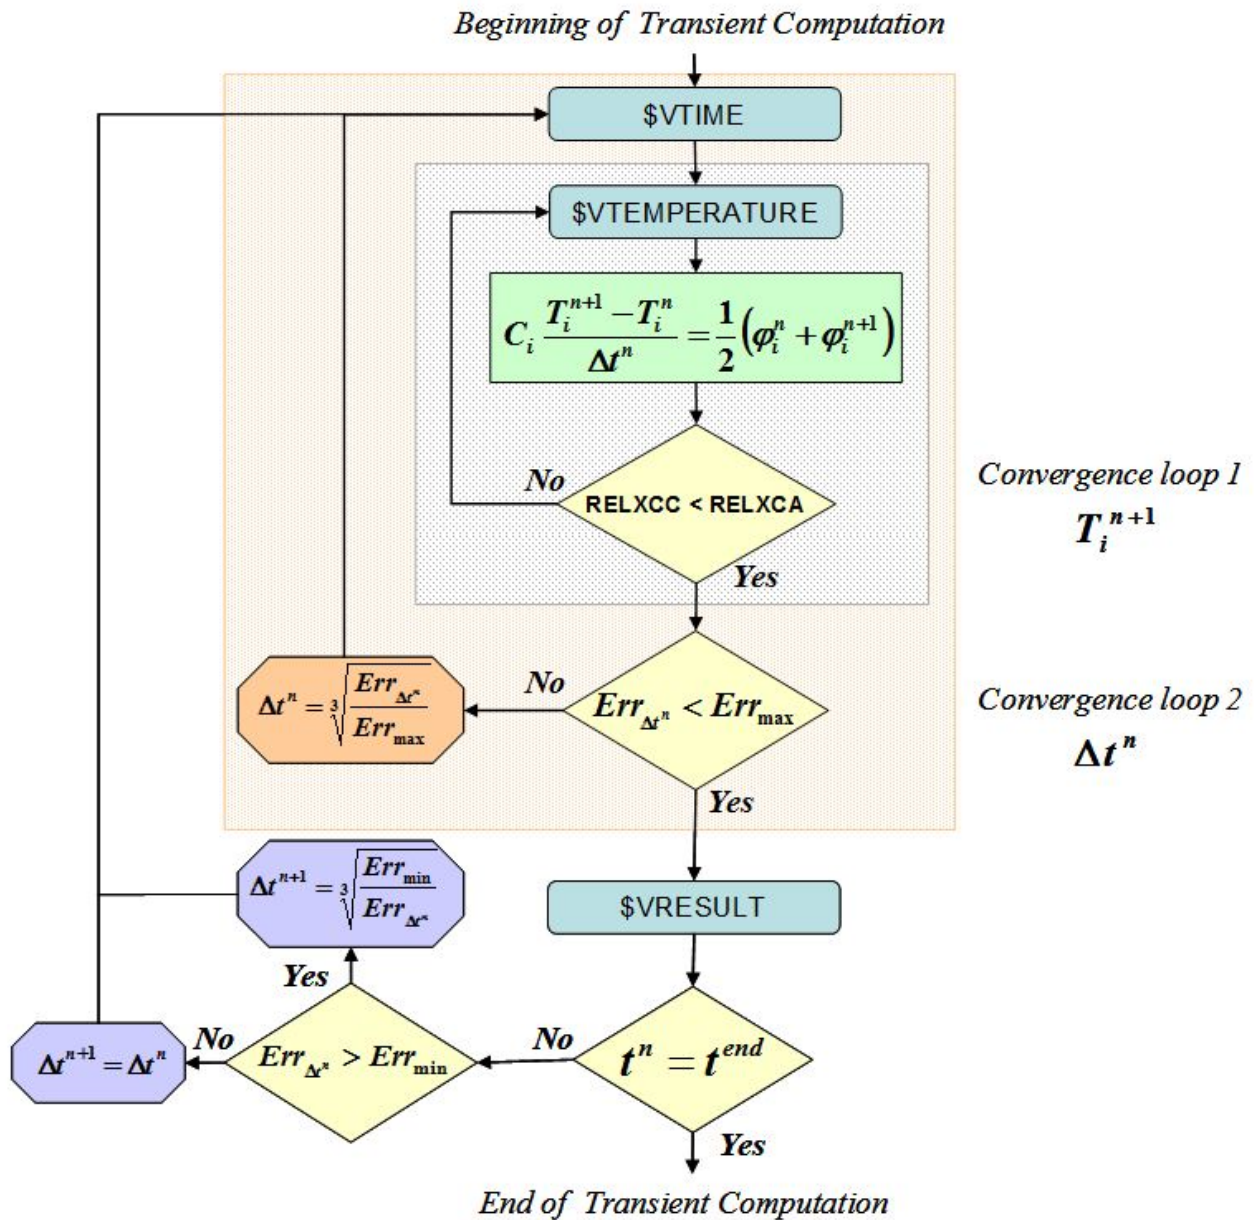 Beginning of Transient Computation
$VTIME
$VTEMPERATURE
C_i (T_i^{n+1} − T_i^n) / Δt^n = 1/2 (φ_i^n + φ_i^{n+1})
No
RELXCC < RELXCA
Yes
Convergence loop 1
T_i^{n+1}
Δt^n = ∛(Err_{Δt^n} / Err_max)
No
Err_{Δt^n} < Err_max
Yes
Convergence loop 2
Δt^n
Δt^{n+1} = ∛(Err_min / Err_{Δt^n})
$VRESULT
Yes
Δt^{n+1} = Δt^n
No
Err_{Δt^n} > Err_min
No
t^n = t^{end}
Yes
End of Transient Computation